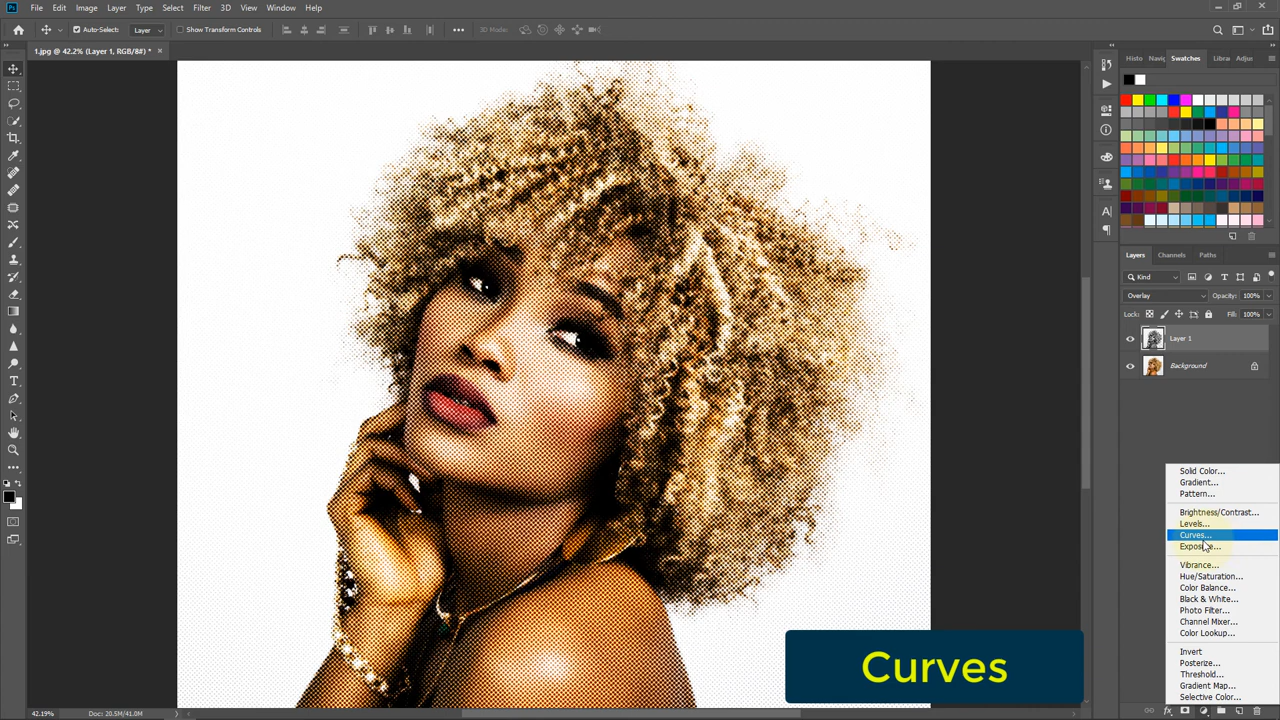 Ps File Edit Image Layer Type Select Filter 3D View Window Help
Auto-Select: Layer Show Transform Controls 3D Mode:
1.jpg @ 42.2% (Layer 1, RGB/8#) *
Histo Navig Swatches Libra Adjus
Layers Channels Paths
Kind
Overlay Opacity: 100%
Lock: Fill: 100%
Layer 1
Background
Solid Color...
Gradient...
Pattern...
Brightness/Contrast...
Levels...
Curves...
Exposure...
Vibrance...
Hue/Saturation...
Color Balance...
Black & White...
Photo Filter...
Channel Mixer...
Color Lookup...
Invert
Posterize...
Threshold...
Gradient Map...
Selective Color...
Curves
42.19% Doc: 20.5M/41.0M